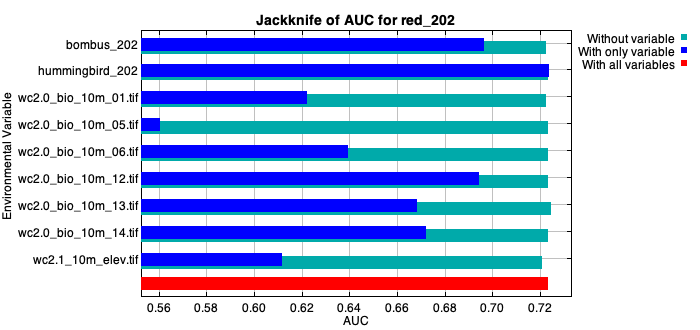 Jackknife of AUC for red_202
Without variable
With only variable
With all variables
Environmental Variable
bombus_202
hummingbird_202
wc2.0_bio_10m_01.tif
wc2.0_bio_10m_05.tif
wc2.0_bio_10m_06.tif
wc2.0_bio_10m_12.tif
wc2.0_bio_10m_13.tif
wc2.0_bio_10m_14.tif
wc2.1_10m_elev.tif
0.56 0.58 0.60 0.62 0.64 0.66 0.68 0.70 0.72
AUC